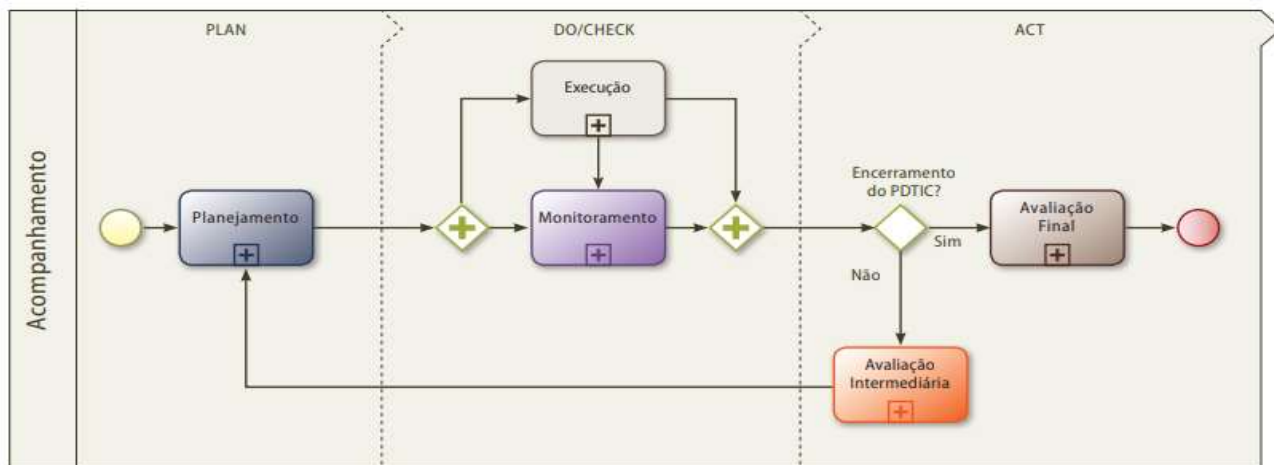 PLAN
DO/CHECK
ACT
Acompanhamento
Execução
Planejamento
Monitoramento
Encerramento
do PDTIC?
Sim
Não
Avaliação
Final
Avaliação
Intermediária